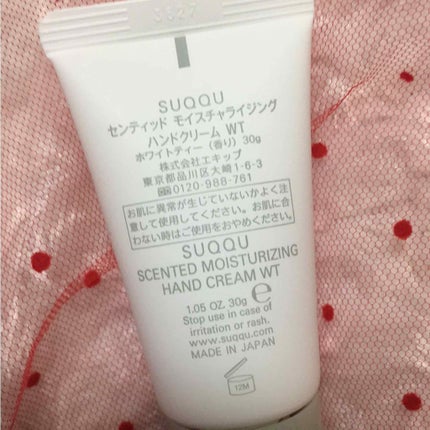 SUQQU
センティッド モイスチャライジング
ハンドクリーム WT
ホワイトティー（香り）30g
株式会社エキップ
東京都品川区大崎1-6-3
0120-988-761
お肌に異常が生じていないかよく注
意して使用してください。お肌に合
わない時はご使用をおやめください。
SUQQU
SCENTED MOISTURIZING
HAND CREAM WT
1.05 OZ. 30g e
Stop use in case of
irritation or rash.
www.suqqu.com
MADE IN JAPAN
12M